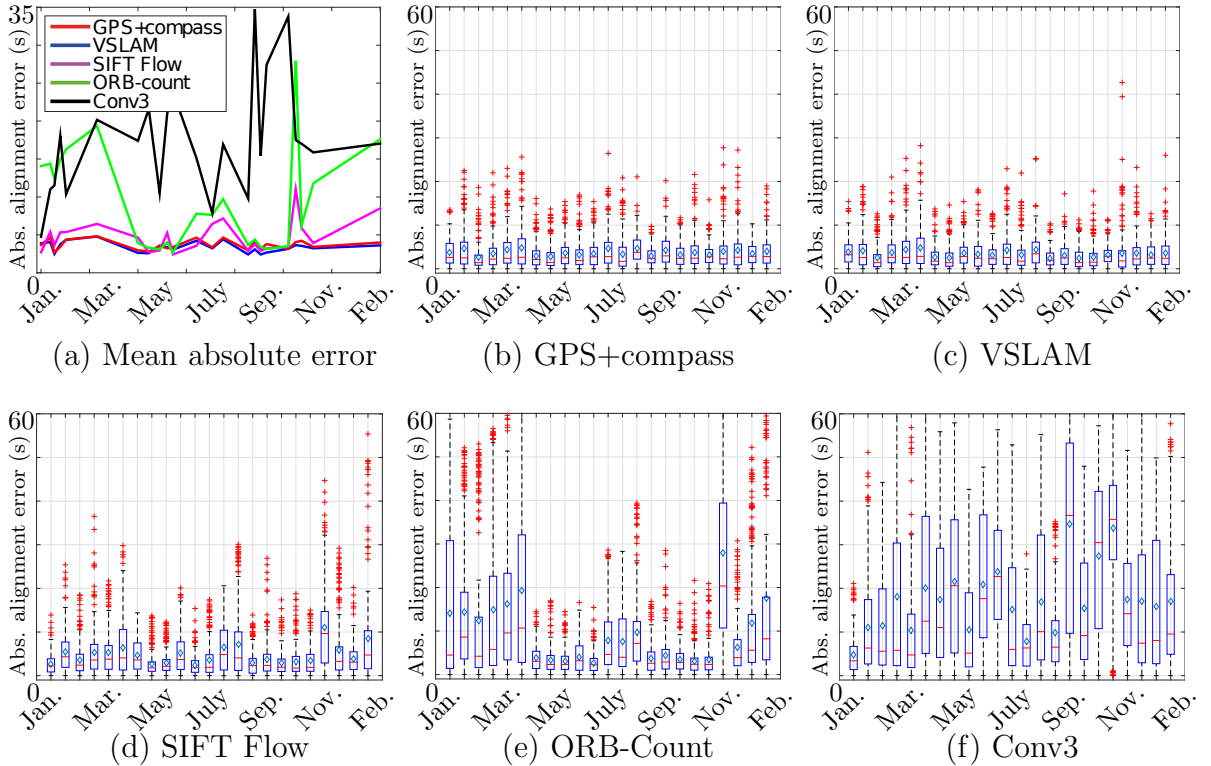 35
Abs. alignment error (s)
0
GPS+compass
VSLAM
SIFT Flow
ORB-count
Conv3
Jan.
Mar.
May
July
Sep.
Nov.
Feb.
(a) Mean absolute error
60
Abs. alignment error (s)
0
Jan.
Mar.
May
July
Sep.
Nov.
Feb.
(b) GPS+compass
60
Abs. alignment error (s)
0
Jan.
Mar.
May
July
Sep.
Nov.
Feb.
(c) VSLAM
60
Abs. alignment error (s)
0
Jan.
Mar.
May
July
Sep.
Nov.
Feb.
(d) SIFT Flow
60
Abs. alignment error (s)
0
Jan.
Mar.
May
July
Sep.
Nov.
Feb.
(e) ORB-Count
60
Abs. alignment error (s)
0
Jan.
Mar.
May
July
Sep.
Nov.
Feb.
(f) Conv3